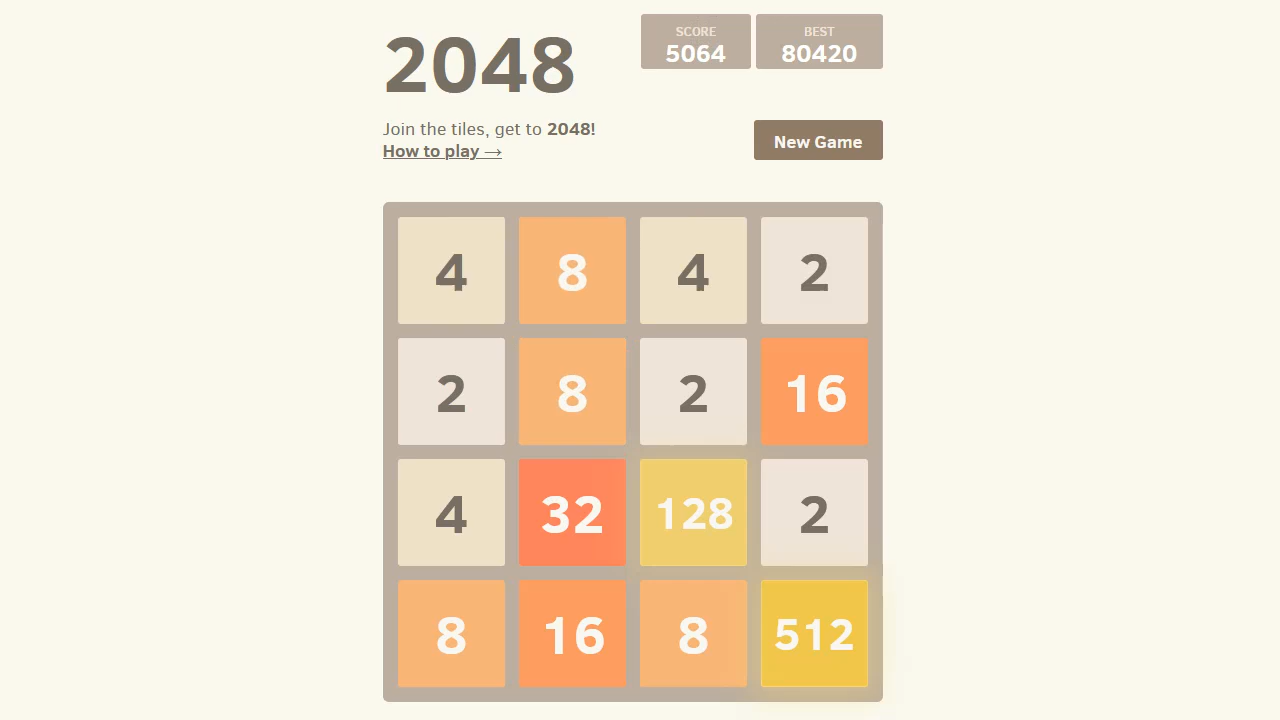 2048
SCORE
5064
BEST
80420
Join the tiles, get to 2048!
How to play →
New Game
4 8 4 2
2 8 2 16
4 32 128 2
8 16 8 512